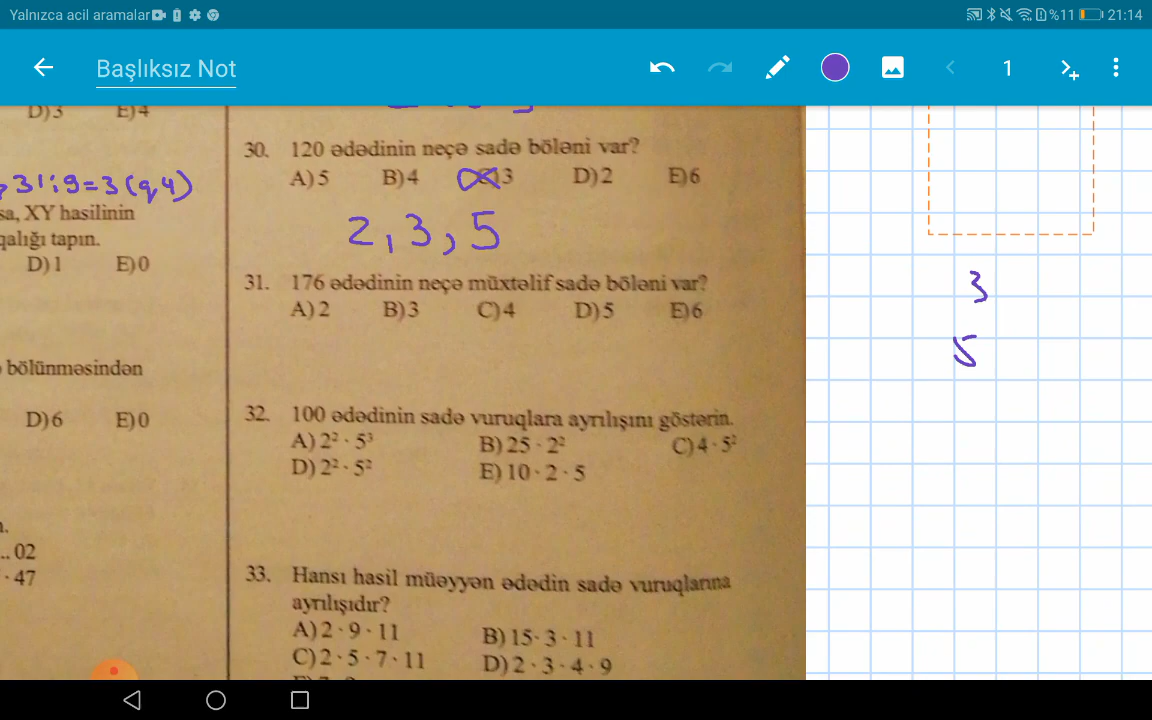 Yalnızca acil aramalar %11 21:14
Başlıksız Not 1
D) 3 E) 4
31:9=3(q,4)
sa, XY hasilinin
qalığı tapın.
D) 1 E) 0
bölünməsindən
D) 6 E) 0
.. 02
· 47
30. 120 ədədinin neçə sadə böləni var?
A) 5 B) 4 C) 3 D) 2 E) 6
2, 3, 5
31. 176 ədədinin neçə müxtəlif sadə böləni var?
A) 2 B) 3 C) 4 D) 5 E) 6
32. 100 ədədinin sadə vuruqlara ayrılışını göstərin.
A) 2² · 5³ B) 25 · 2² C) 4 · 5²
D) 2² · 5² E) 10 · 2 · 5
33. Hansı hasil müəyyən ədədin sadə vuruqlarına
ayrılışıdır?
A) 2 · 9 · 11 B) 15 · 3 · 11
C) 2 · 5 · 7 · 11 D) 2 · 3 · 4 · 9
3
5